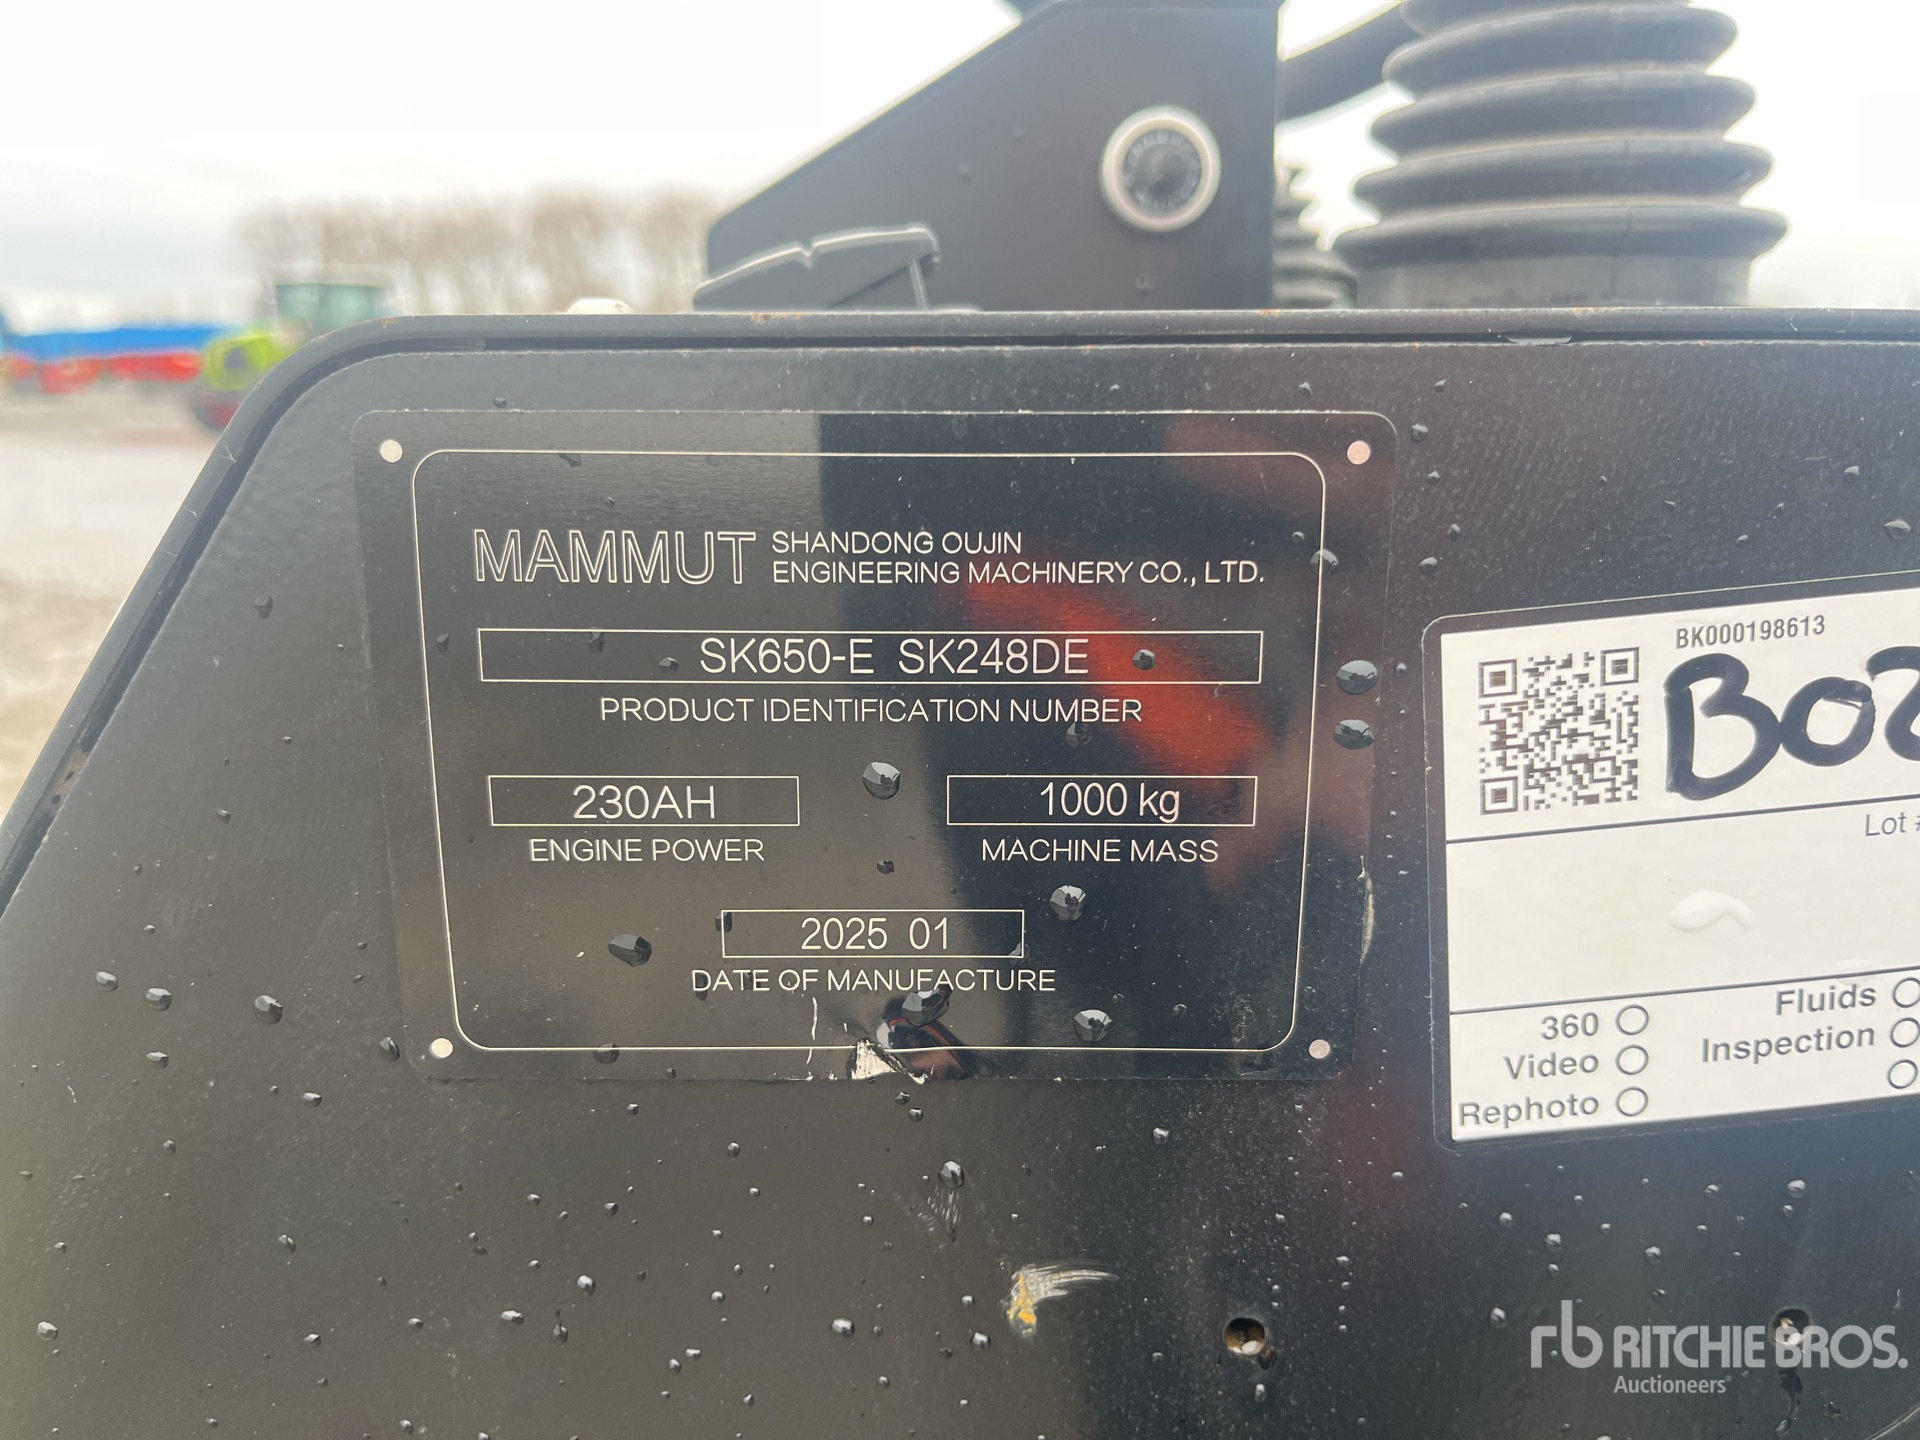 MAMMUT SHANDONG OUJIN
ENGINEERING MACHINERY CO., LTD.
SK650-E SK248DE
PRODUCT IDENTIFICATION NUMBER
230AH
ENGINE POWER
1000 kg
MACHINE MASS
2025 01
DATE OF MANUFACTURE
BK000198613
Lot
360
Video
Rephoto
Fluids
Inspection
rb RITCHIE BROS.
Auctioneers